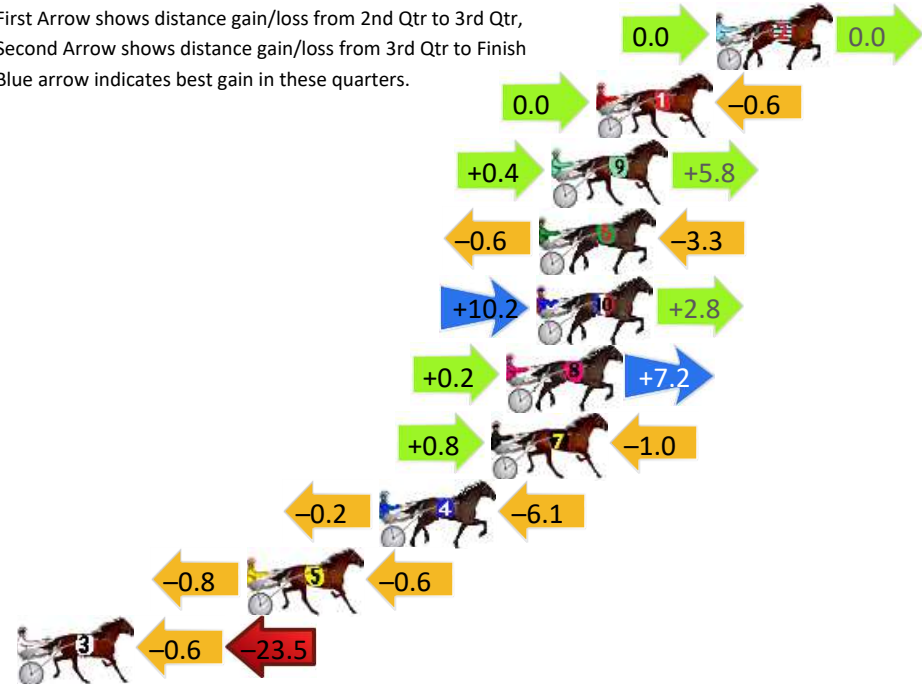 First Arrow shows distance gain/loss from 2nd Qtr to 3rd Qtr,
Second Arrow shows distance gain/loss from 3rd Qtr to Finish
Blue arrow indicates best gain in these quarters.
0.0 2 0.0
0.0 1 –0.6
+0.4 9 +5.8
–0.6 6 –3.3
+10.2 10 +2.8
+0.2 8 +7.2
+0.8 7 –1.0
–0.2 4 –6.1
–0.8 5 –0.6
3 –0.6 –23.5